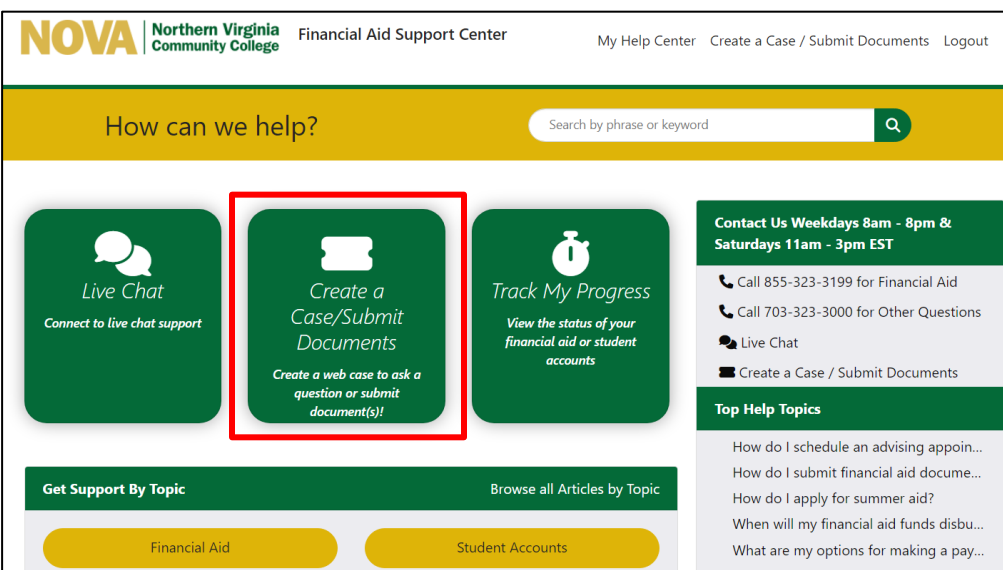 NOVA
Northern Virginia
Community College
Financial Aid Support Center
My Help Center
Create a Case / Submit Documents
Logout
How can we help?
Search by phrase or keyword
Live Chat
Connect to live chat support
Create a
Case/Submit
Documents
Create a web case to ask a
question or submit
document(s)!
Track My Progress
View the status of your
financial aid or student
accounts
Contact Us Weekdays 8am - 8pm &
Saturdays 11am - 3pm EST
Call 855-323-3199 for Financial Aid
Call 703-323-3000 for Other Questions
Live Chat
Create a Case / Submit Documents
Top Help Topics
How do I schedule an advising appoin...
How do I submit financial aid docume...
How do I apply for summer aid?
When will my financial aid funds disbu...
What are my options for making a pay...
Get Support By Topic
Browse all Articles by Topic
Financial Aid
Student Accounts